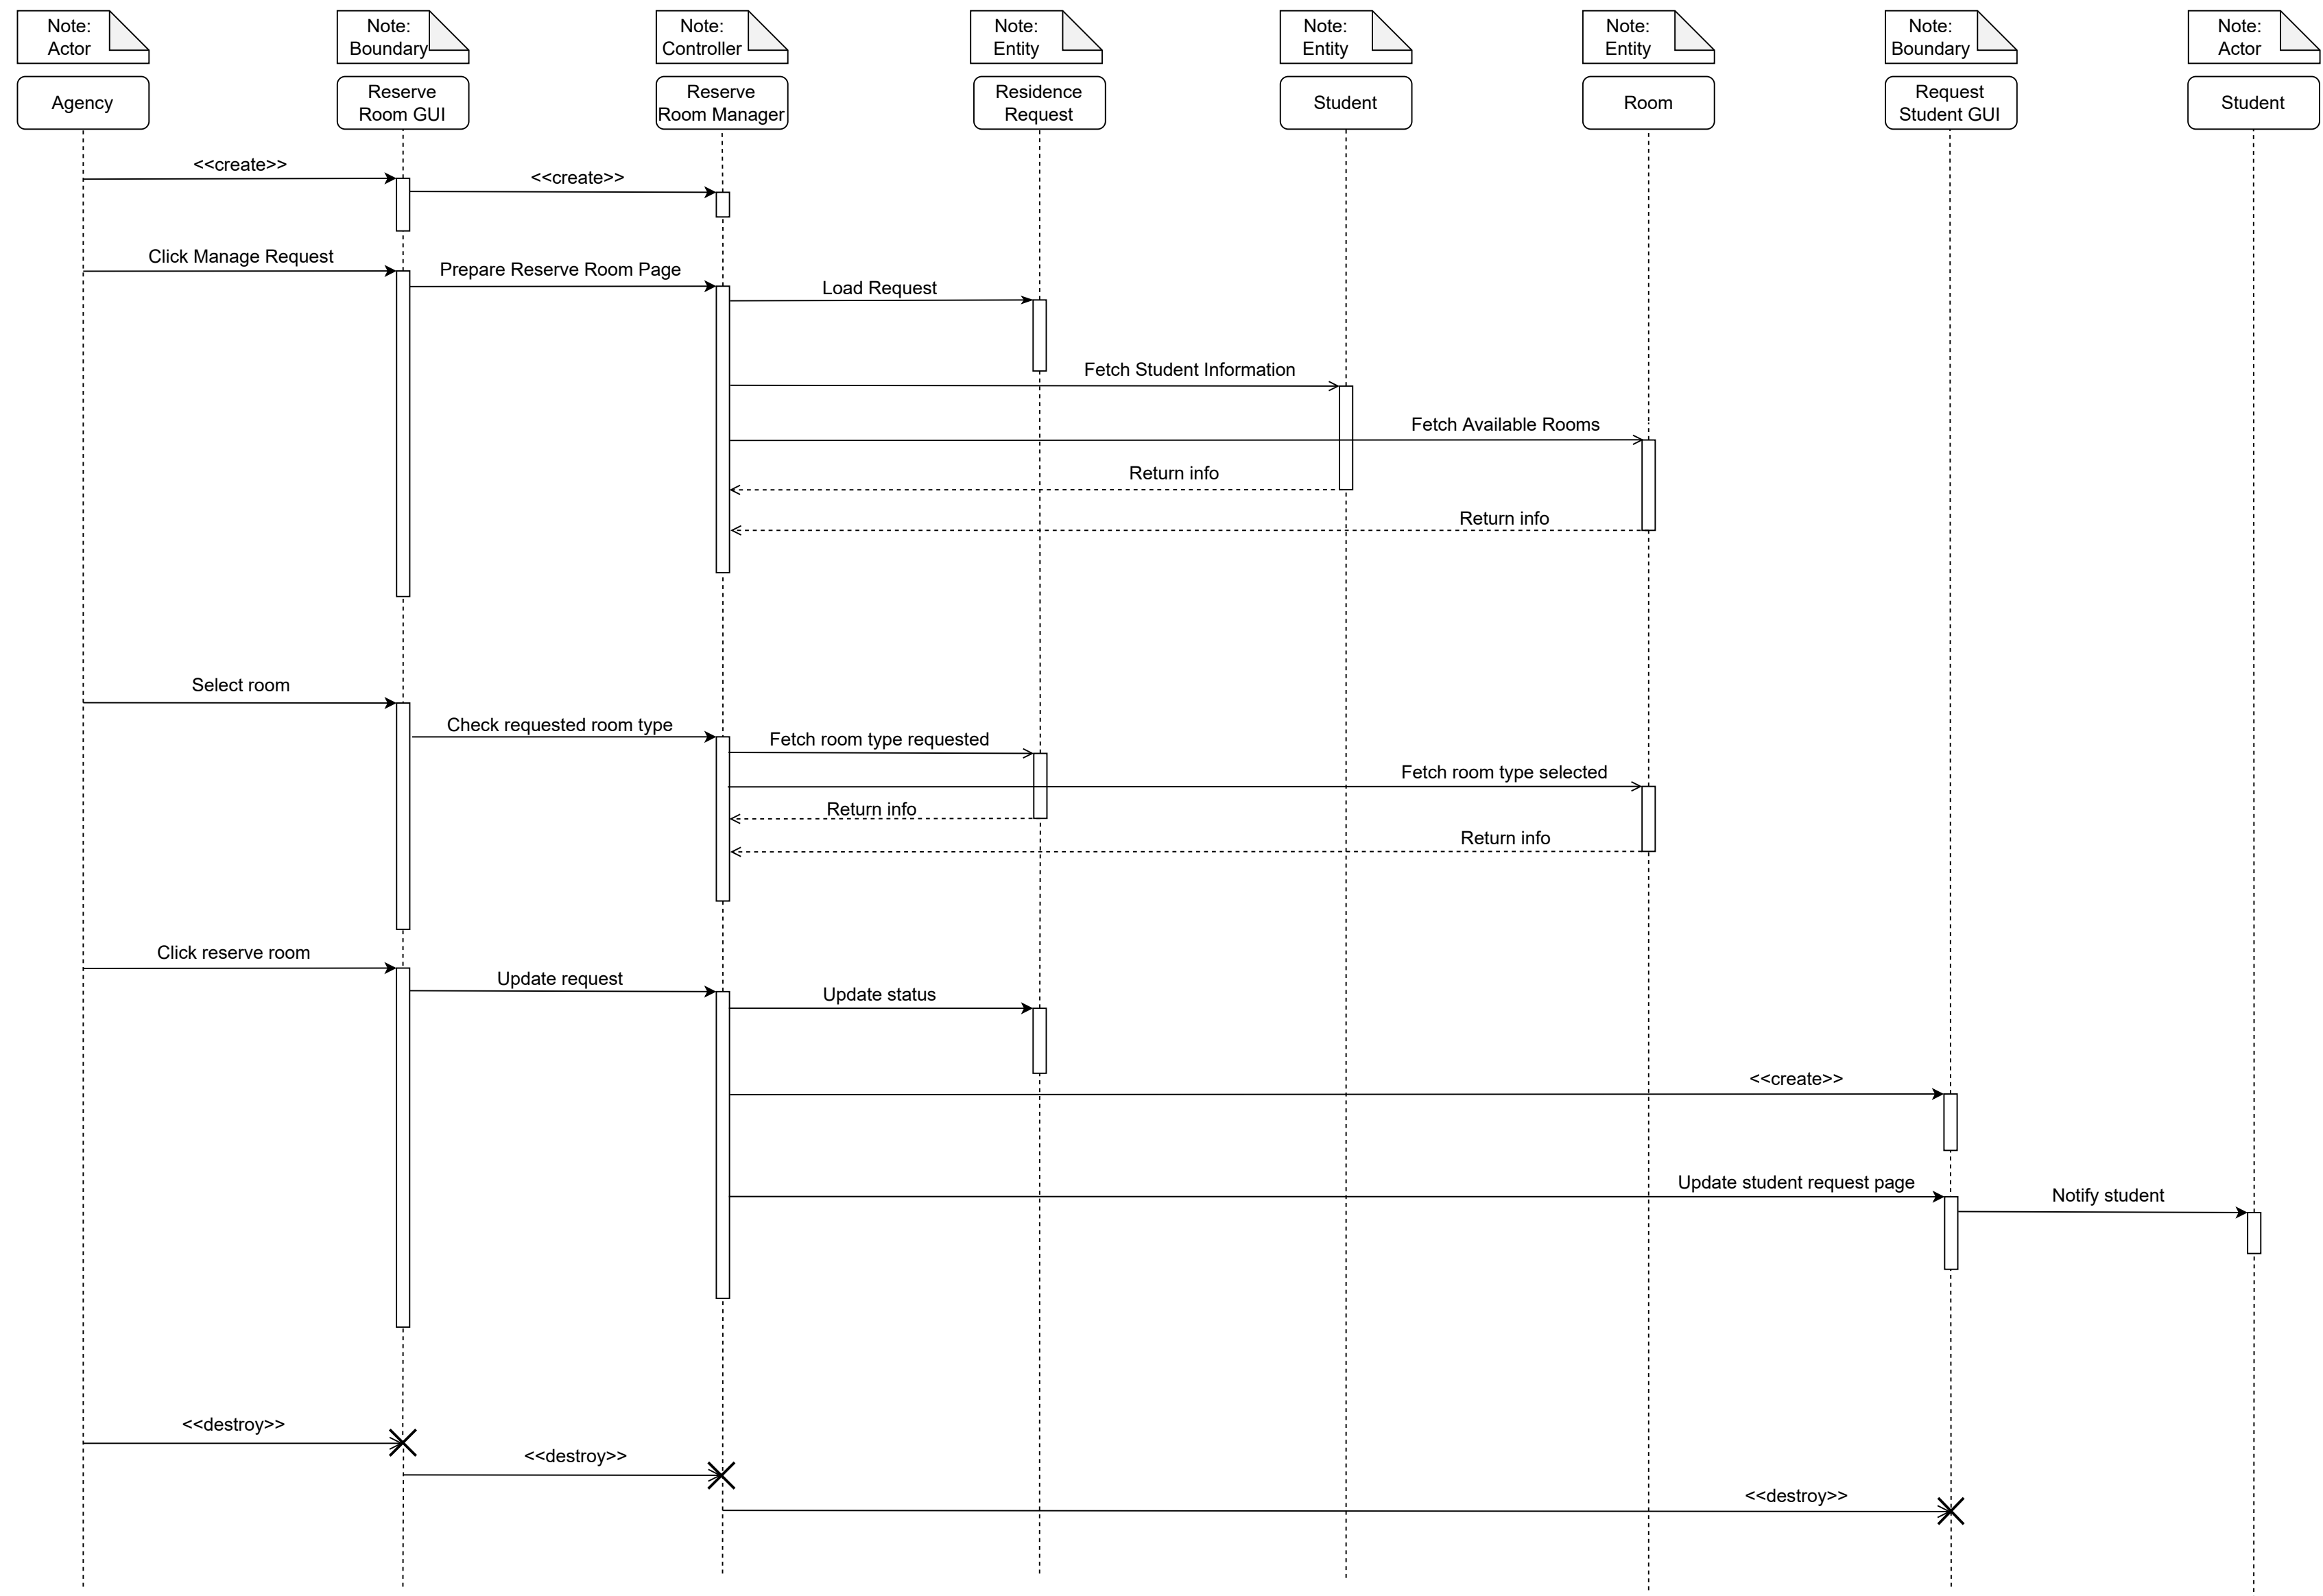 Note:
Actor
Note:
Boundary
Note:
Controller
Note:
Entity
Note:
Entity
Note:
Entity
Note:
Boundary
Note:
Actor
Agency
Reserve
Room GUI
Reserve
Room Manager
Residence
Request
Student
Room
Request
Student GUI
Student
<<create>>
<<create>>
Click Manage Request
Prepare Reserve Room Page
Load Request
Fetch Student Information
Fetch Available Rooms
Return info
Return info
Select room
Check requested room type
Fetch room type requested
Fetch room type selected
Return info
Return info
Click reserve room
Update request
Update status
<<create>>
Update student request page
Notify student
<<destroy>>
<<destroy>>
<<destroy>>